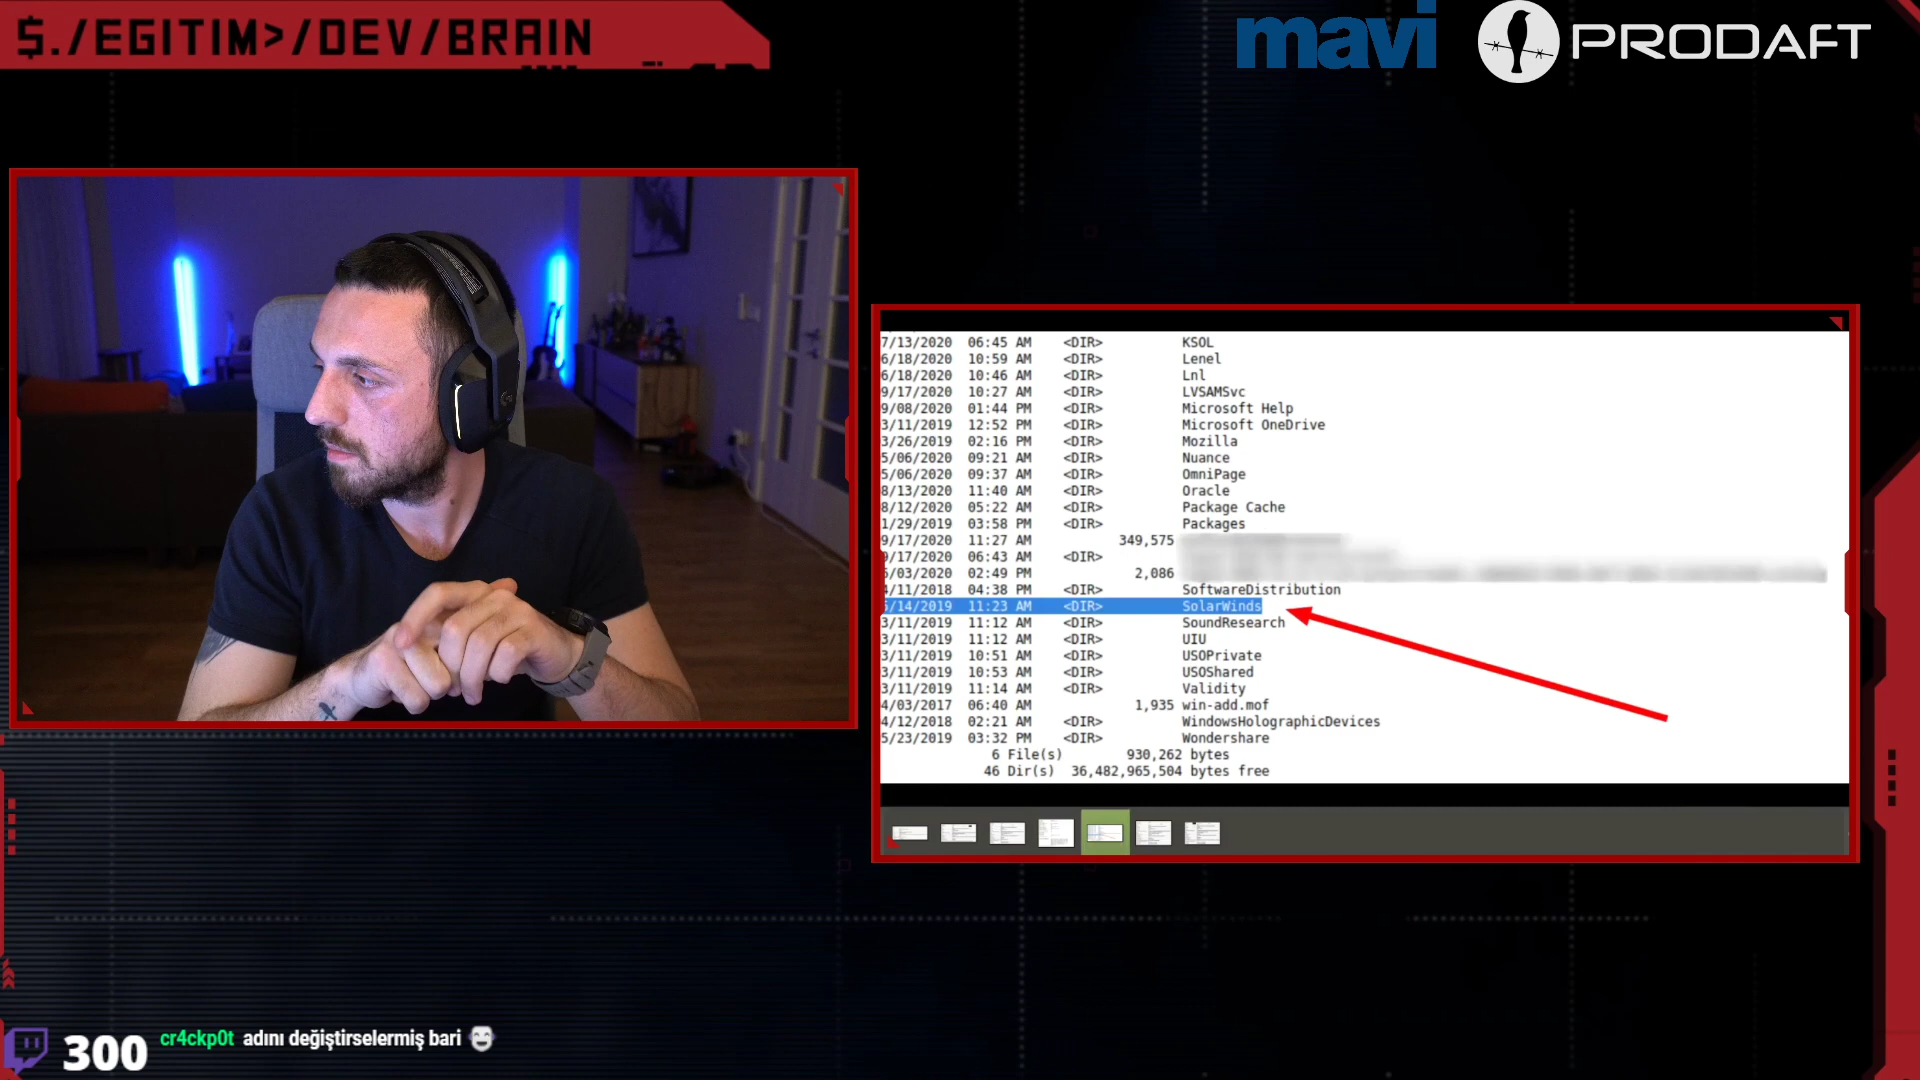 $./EGITIM>/DEV/BRAIN
mavi
PRODAFT
7/13/2020 06:45 AM <DIR> KSOL
6/18/2020 10:59 AM <DIR> Lenel
6/18/2020 10:46 AM <DIR> Lnl
9/17/2020 10:27 AM <DIR> LVSAMSvc
9/08/2020 01:44 PM <DIR> Microsoft Help
3/11/2019 12:52 PM <DIR> Microsoft OneDrive
3/26/2019 02:16 PM <DIR> Mozilla
5/06/2020 09:21 AM <DIR> Nuance
5/06/2020 09:37 AM <DIR> OmniPage
8/13/2020 11:40 AM <DIR> Oracle
8/12/2020 05:22 AM <DIR> Package Cache
1/29/2019 03:58 PM <DIR> Packages
9/17/2020 11:27 AM 349,575
9/17/2020 06:43 AM <DIR>
5/03/2020 02:49 PM 2,086
4/11/2018 04:38 PM <DIR> SoftwareDistribution
5/14/2019 11:23 AM <DIR> SolarWinds
3/11/2019 11:12 AM <DIR> SoundResearch
3/11/2019 11:12 AM <DIR> UIU
3/11/2019 10:51 AM <DIR> USOPrivate
3/11/2019 10:53 AM <DIR> USOShared
3/11/2019 11:14 AM <DIR> Validity
4/03/2017 06:40 AM 1,935 win-add.mof
4/12/2018 02:21 AM <DIR> WindowsHolographicDevices
5/23/2019 03:32 PM <DIR> Wondershare
6 File(s) 930,262 bytes
46 Dir(s) 36,482,965,504 bytes free
300
cr4ckp0t adını değiştirselermiş bari